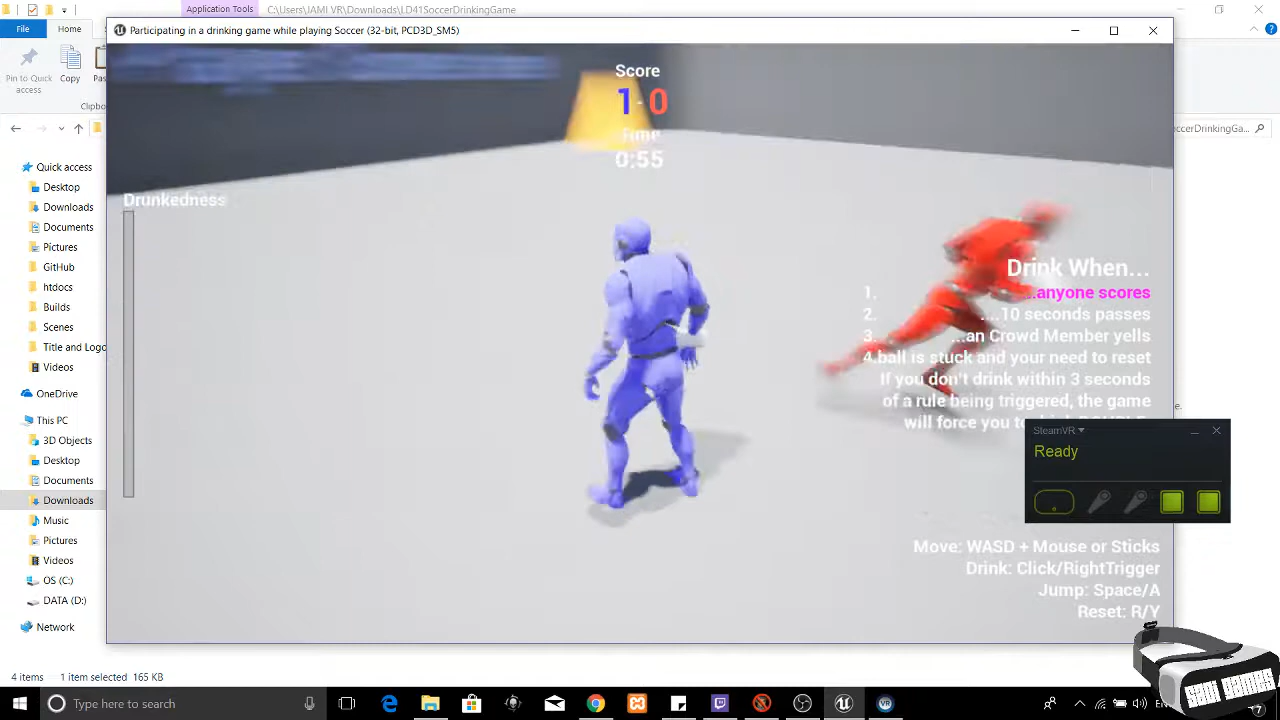 Application Tools C:\Users\IAMI VR\Downloads\LD41SoccerDrinkingGame
Participating in a drinking game while playing Soccer (32-bit, PCD3D_SM5)
File
Home
Pin to Quick
access
Copy
Clipbc
Quick access
Desktop
Downloads
Documents
Pictures
GitHub
htdocs
Builds
Scenes
Title and Logo
Videos
OneDrive
This PC
3D Objects
Desktop
Documents
Downloads
Music
Pictures
Videos
OS (C:)
DATA (D:)
Network
4 items 1 item selected 165 KB
Score
1 - 0
Time
0:55
Drunkedness
Drink When...
1. ...anyone scores
2. ....10 seconds passes
3. ...an Crowd Member yells
4.ball is stuck and your need to reset
If you don't drink within 3 seconds
of a rule being triggered, the game
will force you to
SteamVR
Ready
Move: WASD + Mouse or Sticks
Drink: Click/RightTrigger
Jump: Space/A
Reset: R/Y
occerDrinkingGa...
Type here to search
VR
7